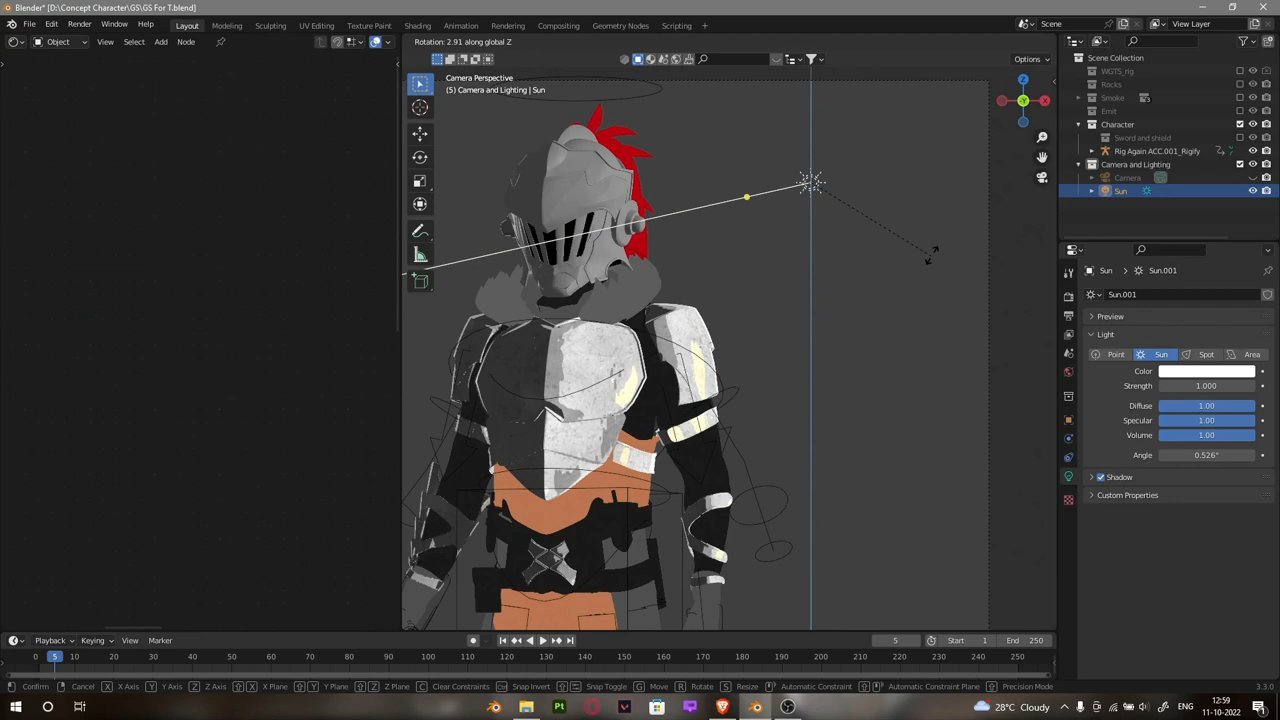 Blender* [D:\Concept Character\GS\GS For T.blend]
File Edit Render Window Help Layout Modeling Sculpting UV Editing Texture Paint Shading Animation Rendering Compositing Geometry Nodes Scripting + Scene View Layer
Object View Select Add Node
Rotation: 2.91 along global Z
Options
Camera Perspective
(5) Camera and Lighting | Sun
Z
Y
X
Scene Collection
WGTS_rig
Rocks
Smoke
Emit
Character
Sword and shield
Rig Again ACC.001_Rigify
Camera and Lighting
Camera
Sun
Sun > Sun.001
Sun.001
Preview
Light
Point Sun Spot Area
Color
Strength 1.000
Diffuse 1.00
Specular 1.00
Volume 1.00
Angle 0.526°
Shadow
Custom Properties
Playback Keying View Marker 5 Start 1 End 250
0 5 10 20 30 40 50 60 70 80 90 100 110 120 130 140 150 160 170 180 190 200 210 220 230 240 250
Confirm Cancel X X Axis Y Y Axis Z Z Axis X X Plane Y Y Plane Z Z Plane C Clear Constraints Ctrl Snap Invert Snap Toggle G Move R Rotate S Resize Automatic Constraint Automatic Constraint Plane Precision Mode 3.3.0
Pt 28°C Cloudy 12:59
11-10-2022